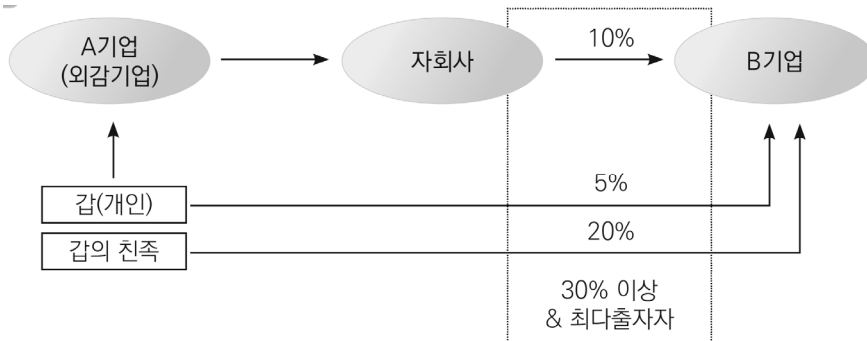 A기업
(외감기업)
자회사
10%
B기업
갑(개인)
5%
갑의 친족
20%
30% 이상
& 최다출자자